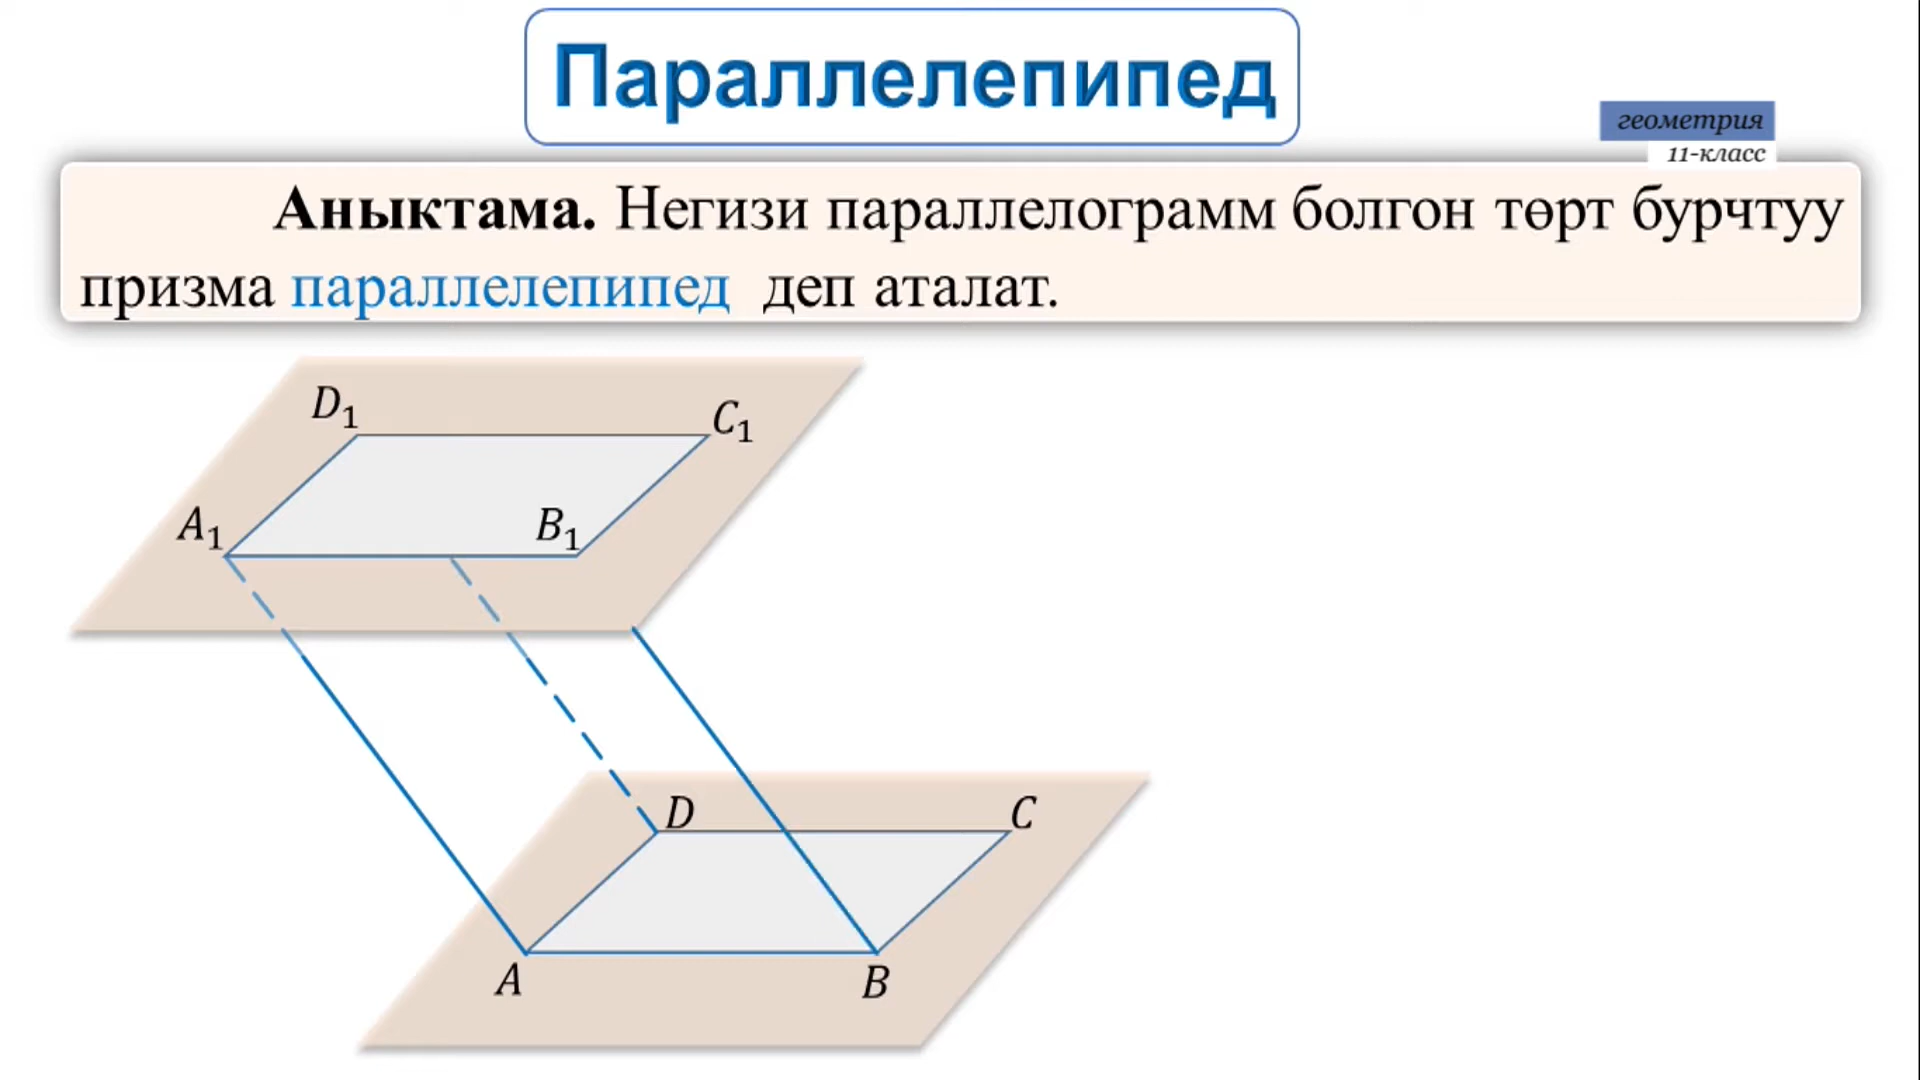 Параллелепипед
геометрия
11-класс
Аныктама. Негизи параллелограмм болгон төрт бурчтуу
призма параллелепипед деп аталат.
D₁
C₁
A₁
B₁
D
C
A
B